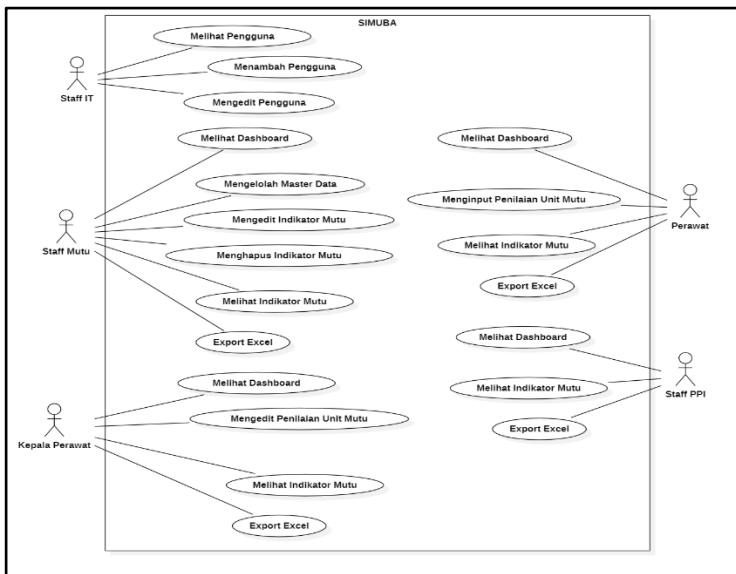 SIMUBA
Melihat Pengguna
Menambah Pengguna
Mengedit Pengguna
Staff IT
Melihat Dashboard
Mengelolah Master Data
Mengedit Indikator Mutu
Menghapus Indikator Mutu
Melihat Indikator Mutu
Export Excel
Staff Mutu
Melihat Dashboard
Mengedit Penilaian Unit Mutu
Melihat Indikator Mutu
Export Excel
Kepala Perawat
Melihat Dashboard
Menginput Penilaian Unit Mutu
Melihat Indikator Mutu
Export Excel
Perawat
Melihat Dashboard
Melihat Indikator Mutu
Export Excel
Staff PPI